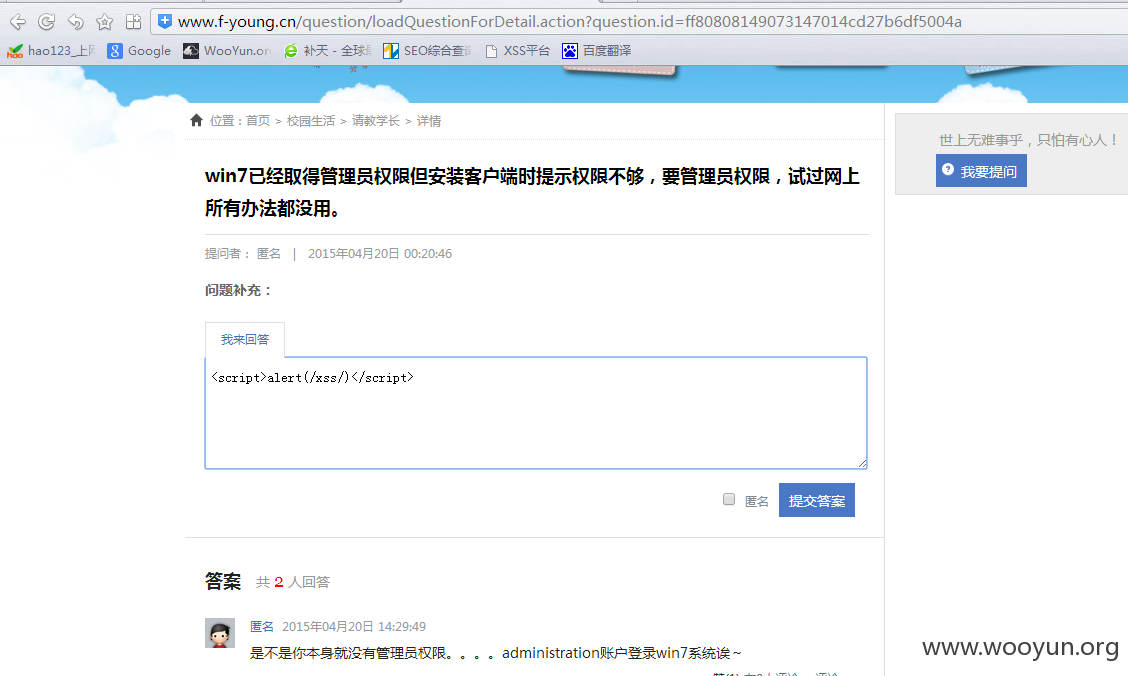 www.f-young.cn/question/loadQuestionForDetail.action?question.id=ff80808149073147014cd27b6df5004a
hao123_上网 Google WooYun.or 补天 - 全球 SEO综合查询 XSS平台 百度翻译
位置：首页 > 校园生活 > 请教学长 > 详情
世上无难事乎，只怕有心人！
我要提问
win7已经取得管理员权限但安装客户端时提示权限不够，要管理员权限，试过网上
所有办法都没用。
提问者： 匿名 | 2015年04月20日 00:20:46
问题补充：
我来回答
<script>alert(/xss/)</script>
匿名 提交答案
答案 共 2 人回答
匿名 2015年04月20日 14:29:49
是不是你本身就没有管理员权限。。。。administration账户登录win7系统诶～
www.wooyun.org